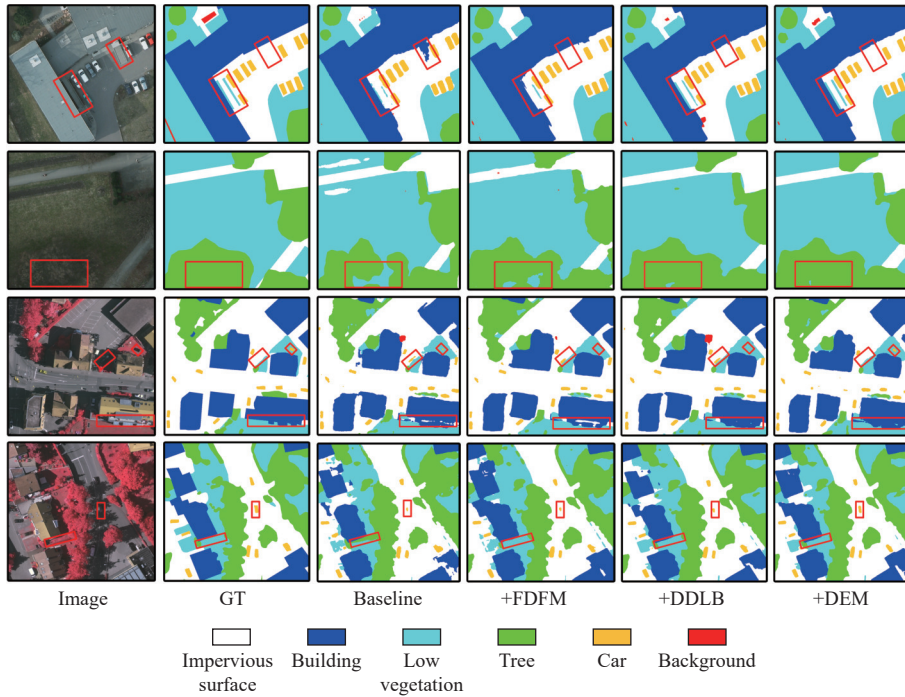 Image GT Baseline +FDFM +DDLB +DEM
Impervious surface Building Low vegetation Tree Car Background